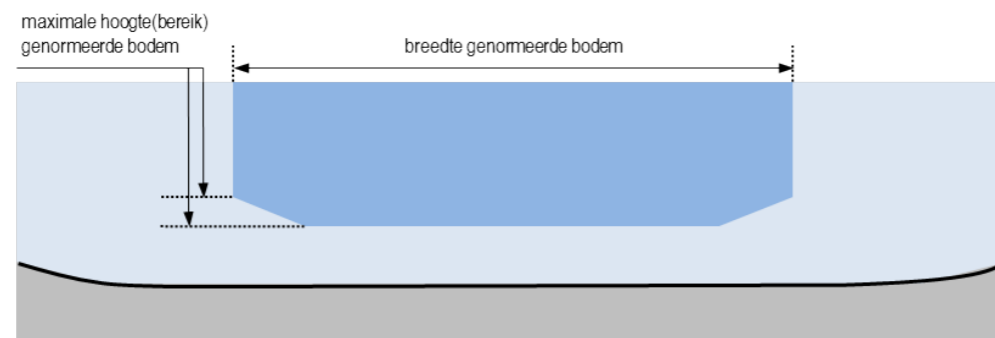 maximale hoogte(bereik)
genormeerde bodem
breedte genormeerde bodem